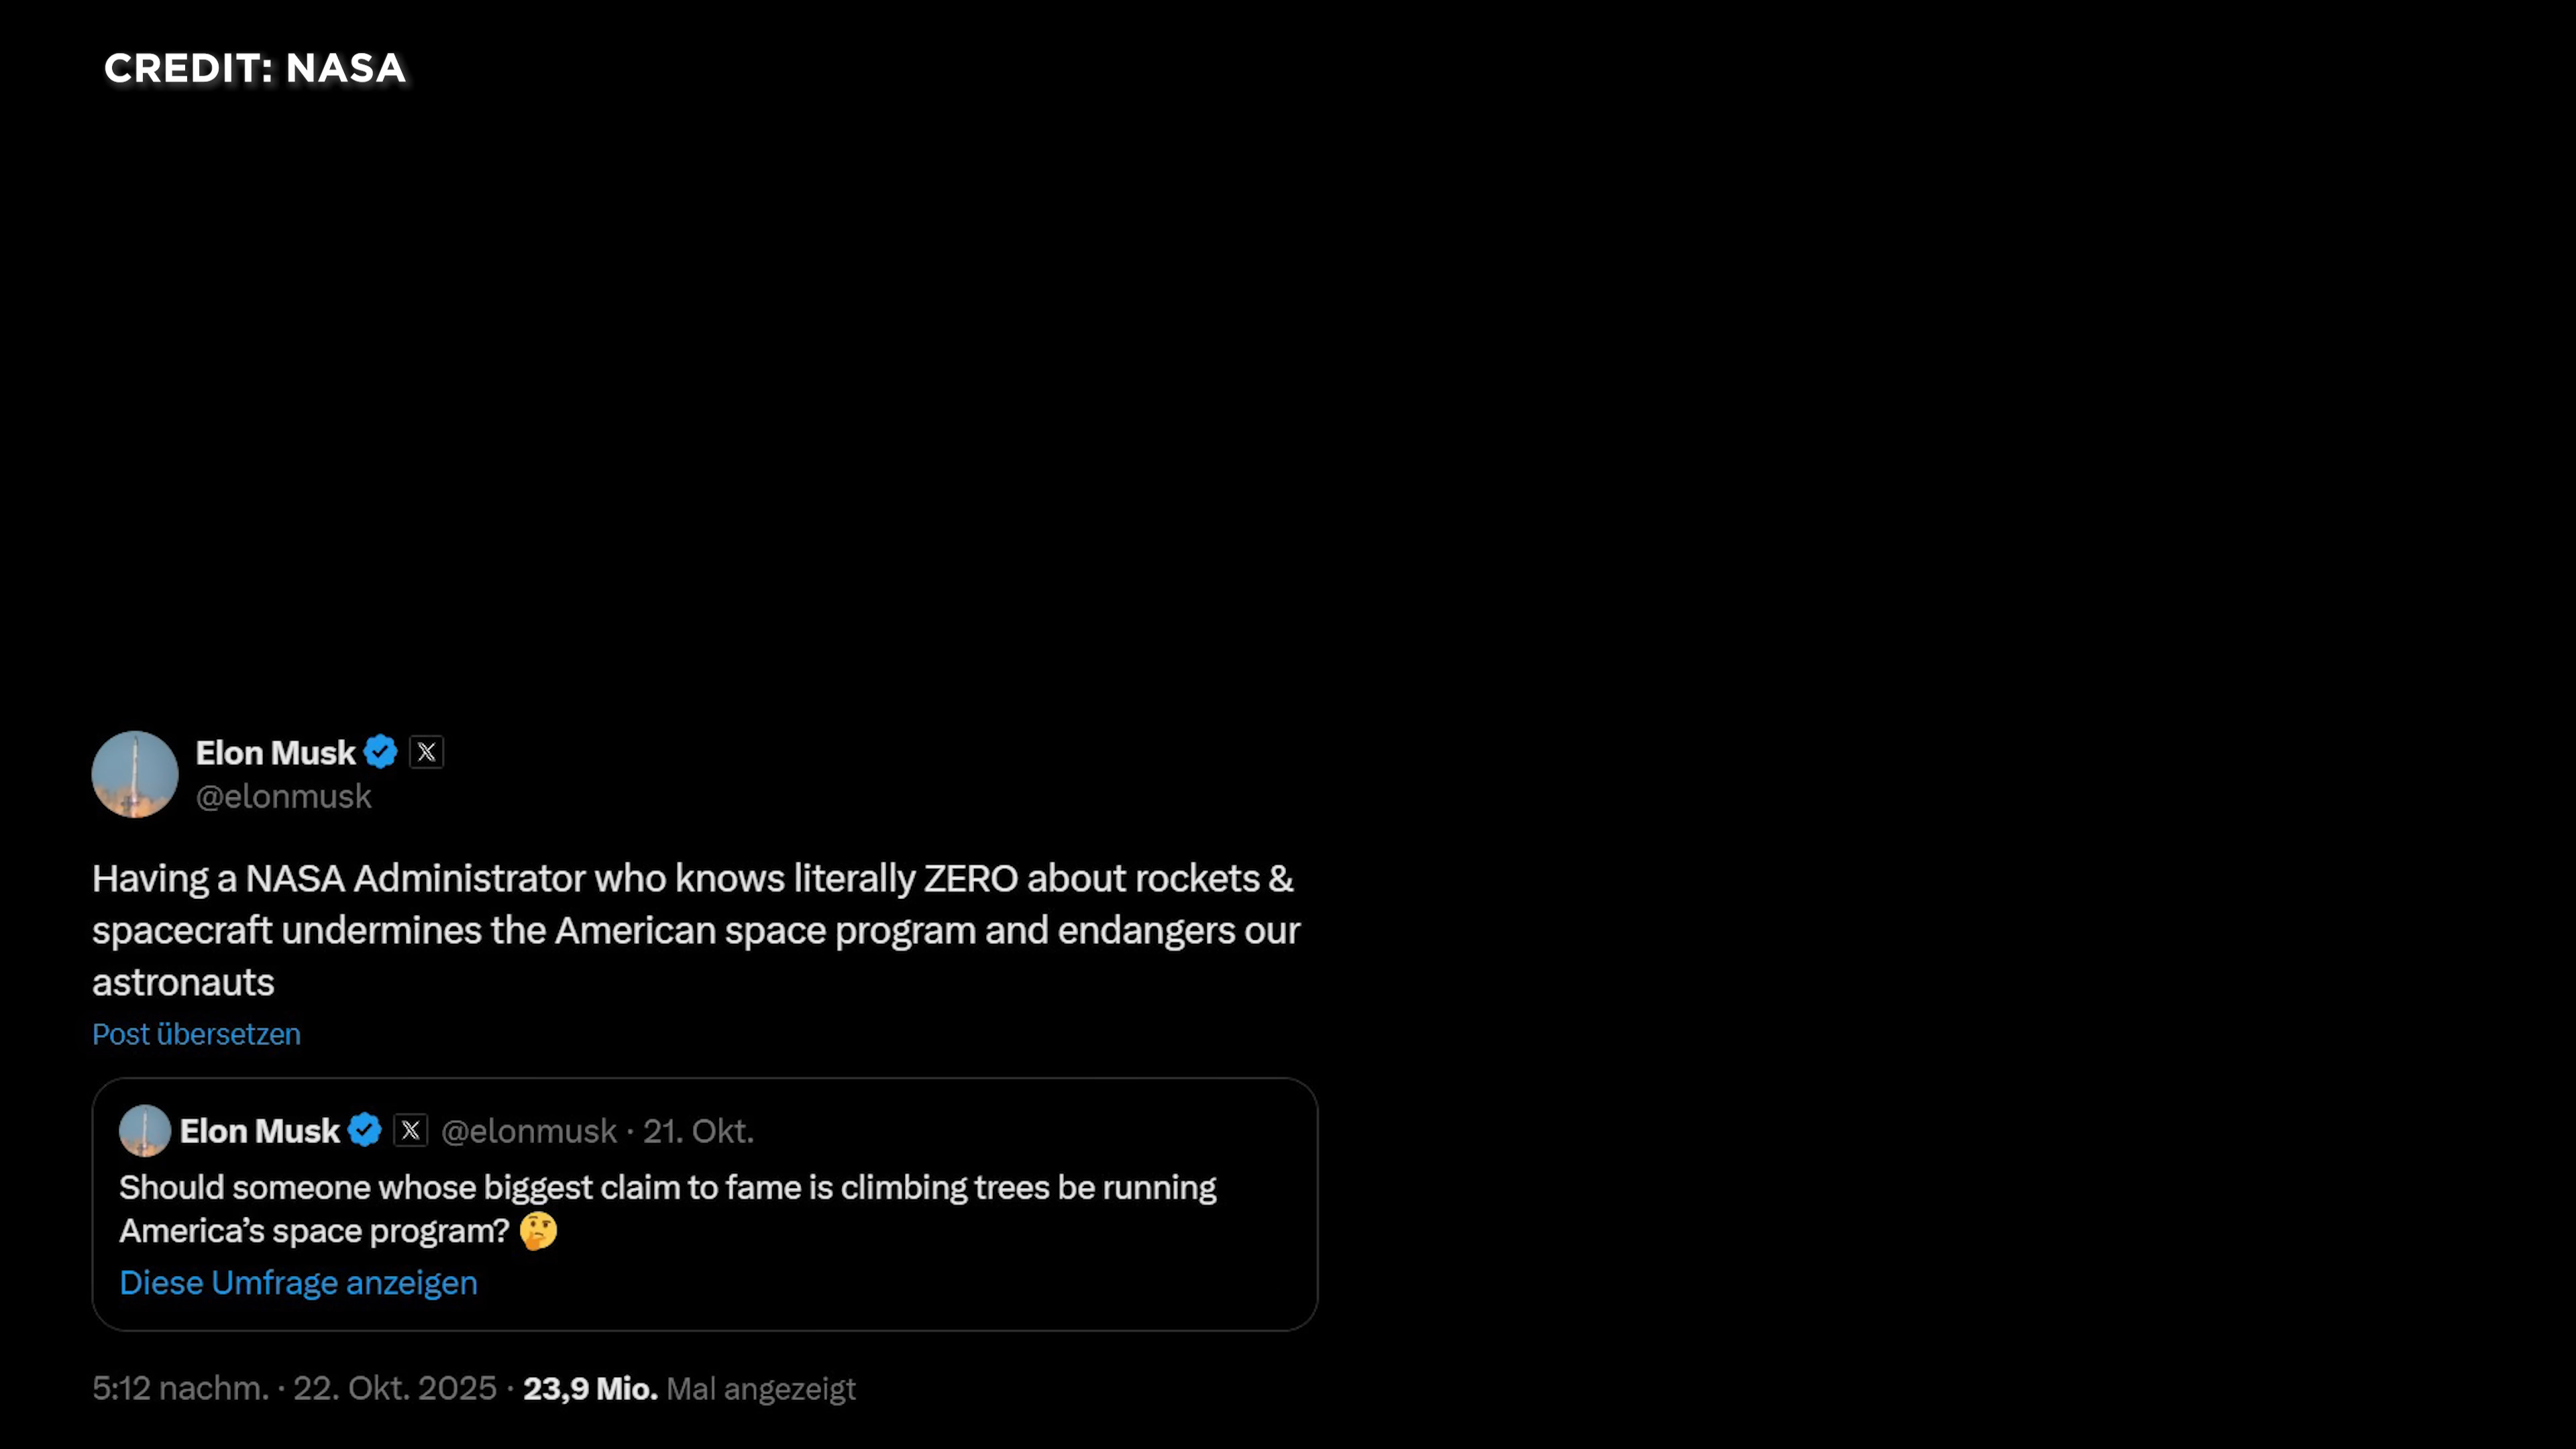 CREDIT: NASA
Elon Musk
@elonmusk
Having a NASA Administrator who knows literally ZERO about rockets &
spacecraft undermines the American space program and endangers our
astronauts
Post übersetzen
Elon Musk @elonmusk · 21. Okt.
Should someone whose biggest claim to fame is climbing trees be running
America’s space program? 🤔
Diese Umfrage anzeigen
5:12 nachm. · 22. Okt. 2025 · 23,9 Mio. Mal angezeigt